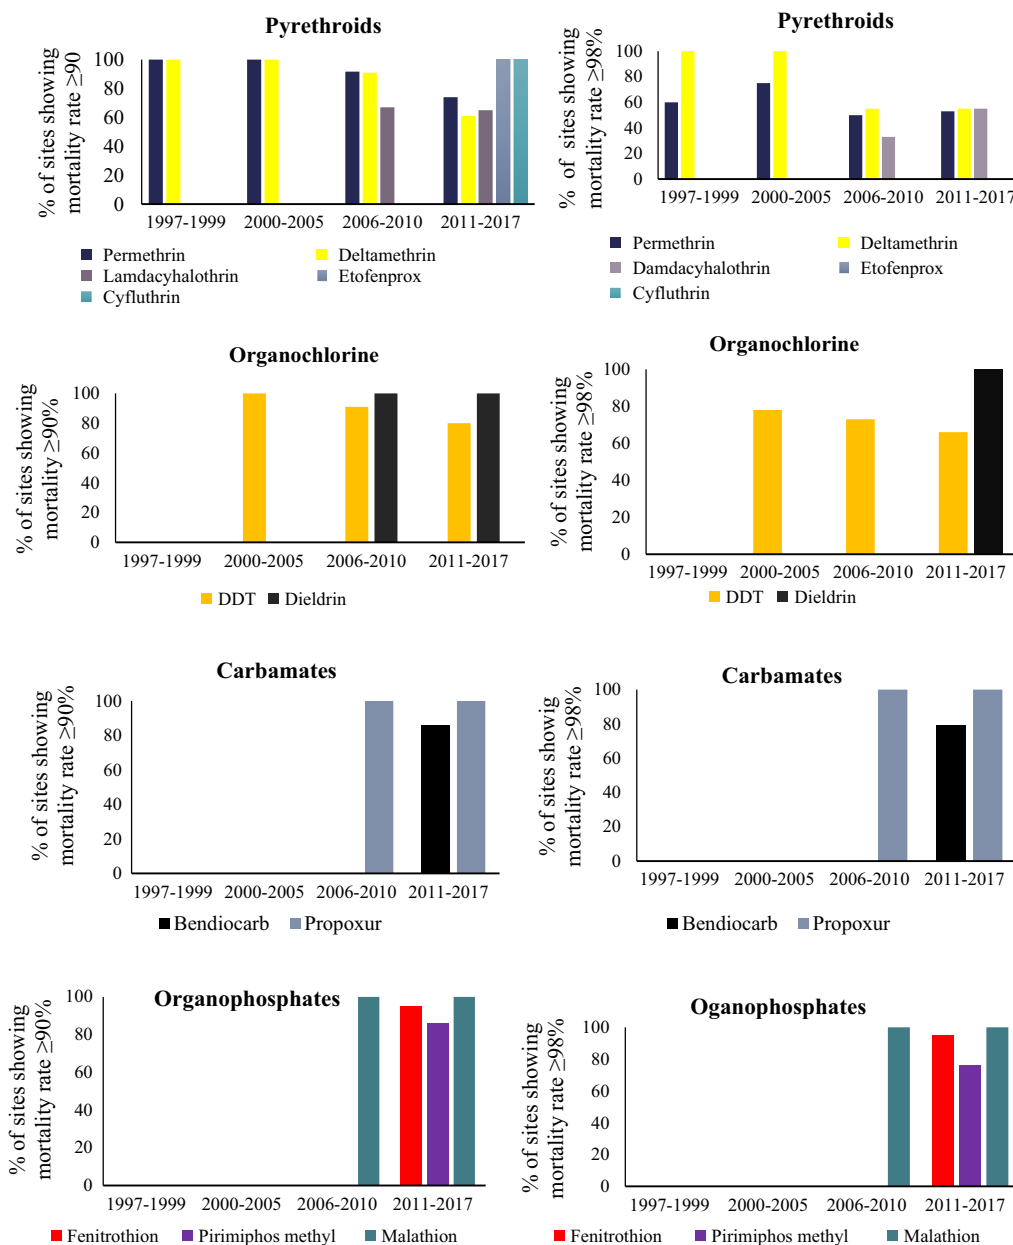 Pyrethroids
% of sites showing
mortality rate ≥90
100
80
60
40
20
0
1997-1999 2000-2005 2006-2010 2011-2017
Permethrin Deltamethrin
Lamdacyhalothrin Etofenprox
Cyfluthrin
Pyrethroids
% of sites showing
mortality rate ≥98%
100
80
60
40
20
0
1997-1999 2000-2005 2006-2010 2011-2017
Permethrin Deltamethrin
Damdacyhalothrin Etofenprox
Cyfluthrin
Organochlorine
% of sites showing
mortality ≥90%
100
80
60
40
20
0
1997-1999 2000-2005 2006-2010 2011-2017
DDT Dieldrin
Organochlorine
% of sites showing
mortality rate ≥98%
100
80
60
40
20
0
1997-1999 2000-2005 2006-2010 2011-2017
DDT Dieldrin
Carbamates
% of sites showing
mortality rate ≥90%
100
80
60
40
20
0
1997-1999 2000-2005 2006-2010 2011-2017
Bendiocarb Propoxur
Carbamates
% of sites showig
mortality rate ≥98%
100
80
60
40
20
0
1997-1999 2000-2005 2006-2010 2011-2017
Bendiocarb Propoxur
Organophosphates
% of sites showing
mortality rate ≥90%
100
80
60
40
20
0
1997-1999 2000-2005 2006-2010 2011-2017
Fenitrothion Pirimiphos methyl Malathion
Oganophosphates
% of sites showing
mortality rate ≥98%
100
80
60
40
20
0
1997-1999 2000-2005 2006-2010 2011-2017
Fenitrothion Pirimiphos methyl Malathion